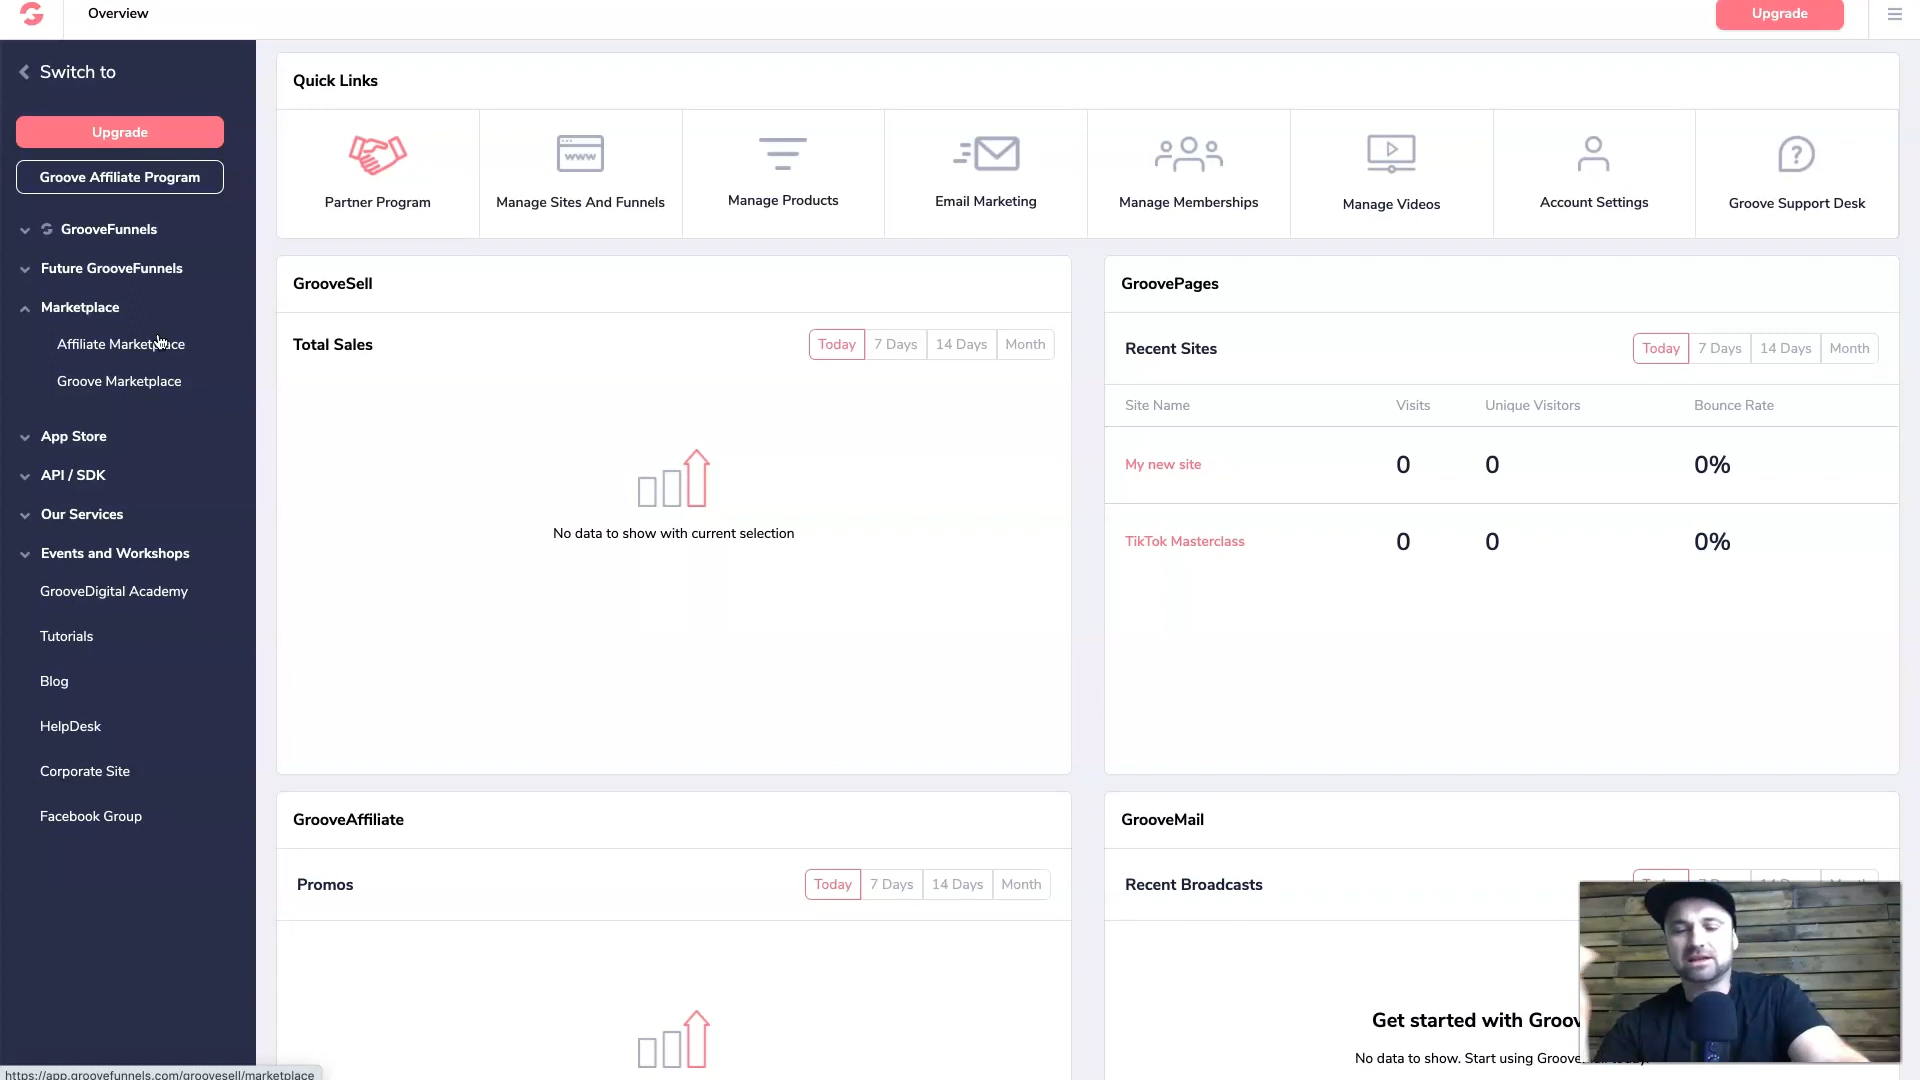 Overview
Upgrade
Switch to
Upgrade
Groove Affiliate Program
GrooveFunnels
Future GrooveFunnels
Marketplace
Affiliate Marketplace
Groove Marketplace
App Store
API / SDK
Our Services
Events and Workshops
GrooveDigital Academy
Tutorials
Blog
HelpDesk
Corporate Site
Facebook Group
https://app.groovefunnels.com/groovesell/marketplace
Quick Links
Partner Program
www
Manage Sites And Funnels
Manage Products
Email Marketing
Manage Memberships
Manage Videos
Account Settings
Groove Support Desk
GrooveSell
Total Sales
Today 7 Days 14 Days Month
No data to show with current selection
GroovePages
Recent Sites
Today 7 Days 14 Days Month
Site Name Visits Unique Visitors Bounce Rate
My new site 0 0 0%
TikTok Masterclass 0 0 0%
GrooveAffiliate
Promos
Today 7 Days 14 Days Month
GrooveMail
Recent Broadcasts
Get started with
No data to show. Start using